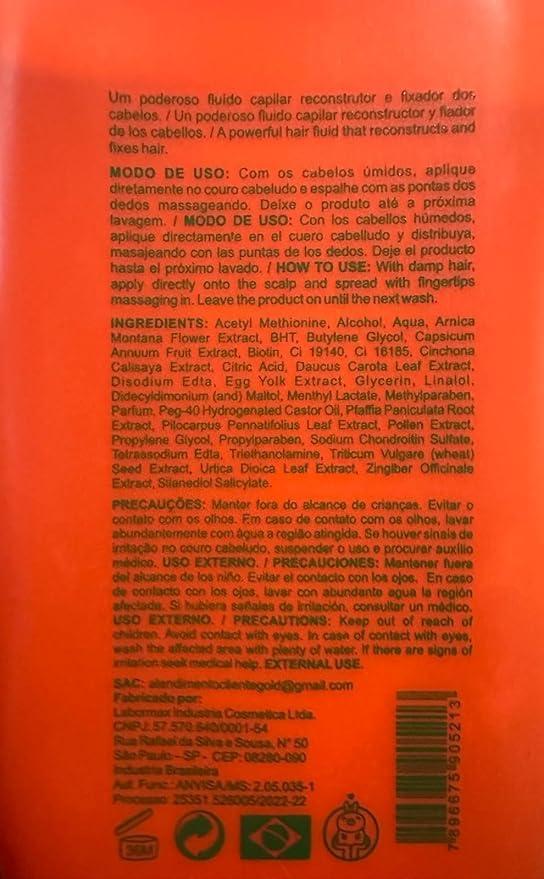 Um poderoso fluído capilar reconstrutor e fixador dos
cabelos. / Un poderoso fluído capilar reconstructor y fiador
de los cabellos. / A powerful hair fluid that reconstructs and
fixes hair.
MODO DE USO: Com os cabelos úmidos, aplique
diretamente no couro cabeludo e espalhe com as pontas dos
dedos massageando. Deixe o produto até a próxima
lavagem. / MODO DE USO: Con los cabellos húmedos,
aplique directamente en el cuero cabelludo y distribuya,
masajeando con las puntas de los dedos. Deje el producto
hasta el próximo lavado. / HOW TO USE: With damp hair,
apply directly onto the scalp and spread with fingertips
massaging in. Leave the product on until the next wash.
INGREDIENTS: Acetyl Methionine, Alcohol, Aqua, Arnica
Montana Flower Extract, BHT, Butylene Glycol, Capsicum
Annuum Fruit Extract, Biotin, Ci 19140, Ci 16185, Cinchona
Calisaya Extract, Citric Acid, Daucus Carota Leaf Extract,
Disodium Edta, Egg Yolk Extract, Glycerin, Linalol,
Didecyldimonium (and) Maltol, Menthyl Lactate, Methylparaben,
Parfum, Peg-40 Hydrogenated Castor Oil, Pfaffia Paniculata Root
Extract, Pilocarpus Pennatifolius Leaf Extract, Pollen Extract,
Propylene Glycol, Propylparaben, Sodium Chondroitin Sulfate,
Tetrassodium Edta, Triethanolamine, Triticum Vulgare (wheat)
Seed Extract, Urtica Dioica Leaf Extract, Zingiber Officinale
Extract, Silanediol Salicylate.
PRECAUÇÕES: Manter fora do alcance de crianças. Evitar o
contato com os olhos. Em caso de contato com os olhos, lavar
abundantemente com água a região atingida. Se houver sinais de
irritação no couro cabeludo, suspender o uso e procurar auxílio
médico. USO EXTERNO. / PRECAUCIONES: Mantener fuera
del alcance de los niño. Evitar el contacto con los ojos. En caso
de contacto con los ojos, lavar con abundante agua la región
afectada. Si hubiera señales de irritación, consultar un médico.
USO EXTERNO. / PRECAUTIONS: Keep out of reach of
children. Avoid contact with eyes. In case of contact with eyes,
wash the affected area with plenty of water. If there are signs of
irritation seek medical help. EXTERNAL USE.
SAC: atendimentoclientegold@gmail.com
Fabricado por:
Labormax Industria Cosmetica Ltda.
CNPJ: 57.570.640/0001-54
Rua Rafael da Silva e Sousa, N° 50
São Paulo - SP - CEP: 08280-090
Industria Brasileira
Aut. Func.: ANVISA/MS: 2.05.035-1
Processo: 25351.526005/2022-22
36M
7896675905213